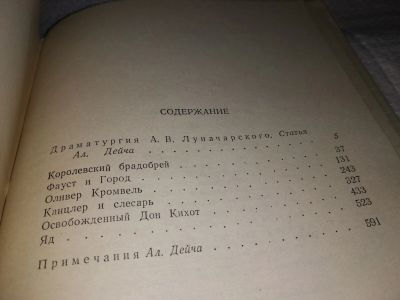 СОДЕРЖАНИЕ
Драматургия А. В. Луначарского. Статья
Ал. Дейча . . . . . . . . . . . . 5
Королевский брадобрей . . . . . . . . . 37
Фауст и Город . . . . . . . . . . . 131
Оливер Кромвель . . . . . . . . . . . 243
Канцлер и слесарь . . . . . . . . . . 327
Освобожденный Дон Кихот . . . . . . . . 433
Яд . . . . . . . . . . . . . . 523
Примечания Ал. Дейча . . . . . . . . . 591